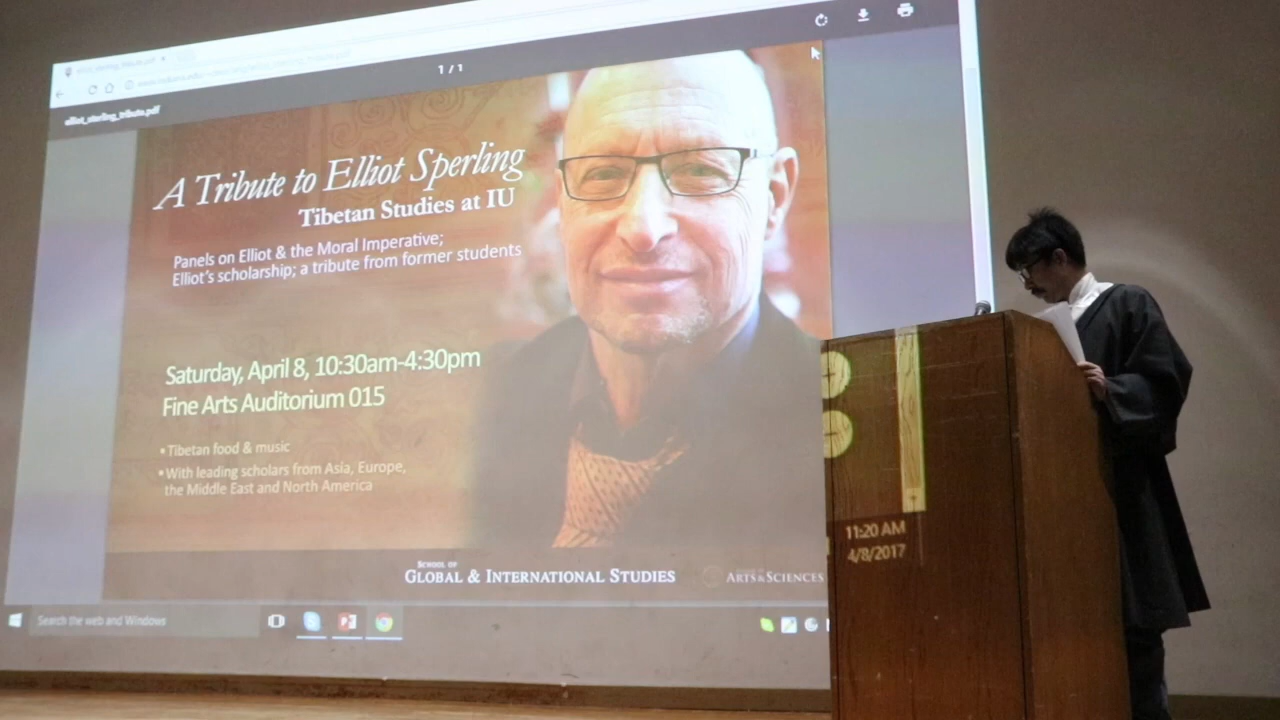 1 / 1
elliot_sterling_tribute.pdf
A Tribute to Elliot Sperling
Tibetan Studies at IU
Panels on Elliot & the Moral Imperative;
Elliot's scholarship; a tribute from former students
Saturday, April 8, 10:30am-4:30pm
Fine Arts Auditorium 015
• Tibetan food & music
• With leading scholars from Asia, Europe,
the Middle East and North America
SCHOOL OF
GLOBAL & INTERNATIONAL STUDIES
ARTS & SCIENCES
Search the web and Windows
11:20 AM
4/8/2017